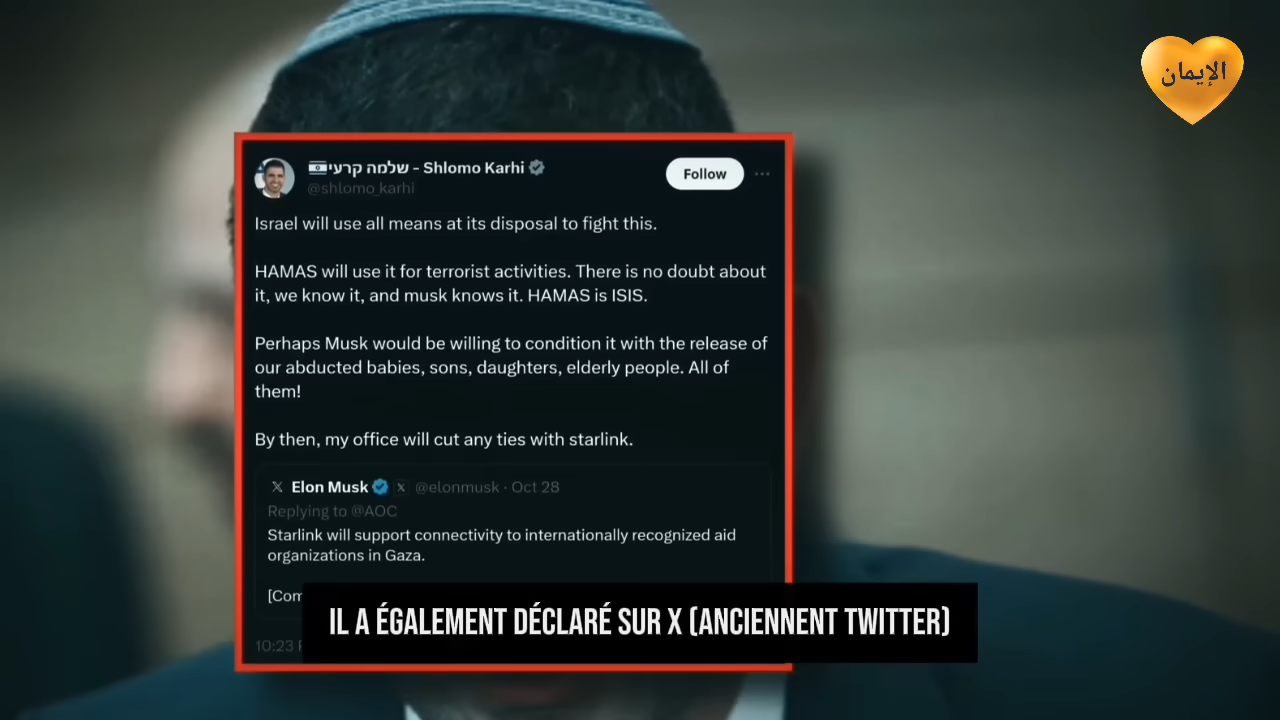 الإيمان
שלמה קרעי - Shlomo Karhi
Follow
@shlomo_karhi
Israel will use all means at its disposal to fight this.
HAMAS will use it for terrorist activities. There is no doubt about
it, we know it, and musk knows it. HAMAS is ISIS.
Perhaps Musk would be willing to condition it with the release of
our abducted babies, sons, daughters, elderly people. All of
them!
By then, my office will cut any ties with starlink.
Elon Musk X @elonmusk · Oct 28
Replying to @AOC
Starlink will support connectivity to internationally recognized aid
organizations in Gaza.
[Com
IL A ÉGALEMENT DÉCLARÉ SUR X (ANCIENNENT TWITTER)
10:23